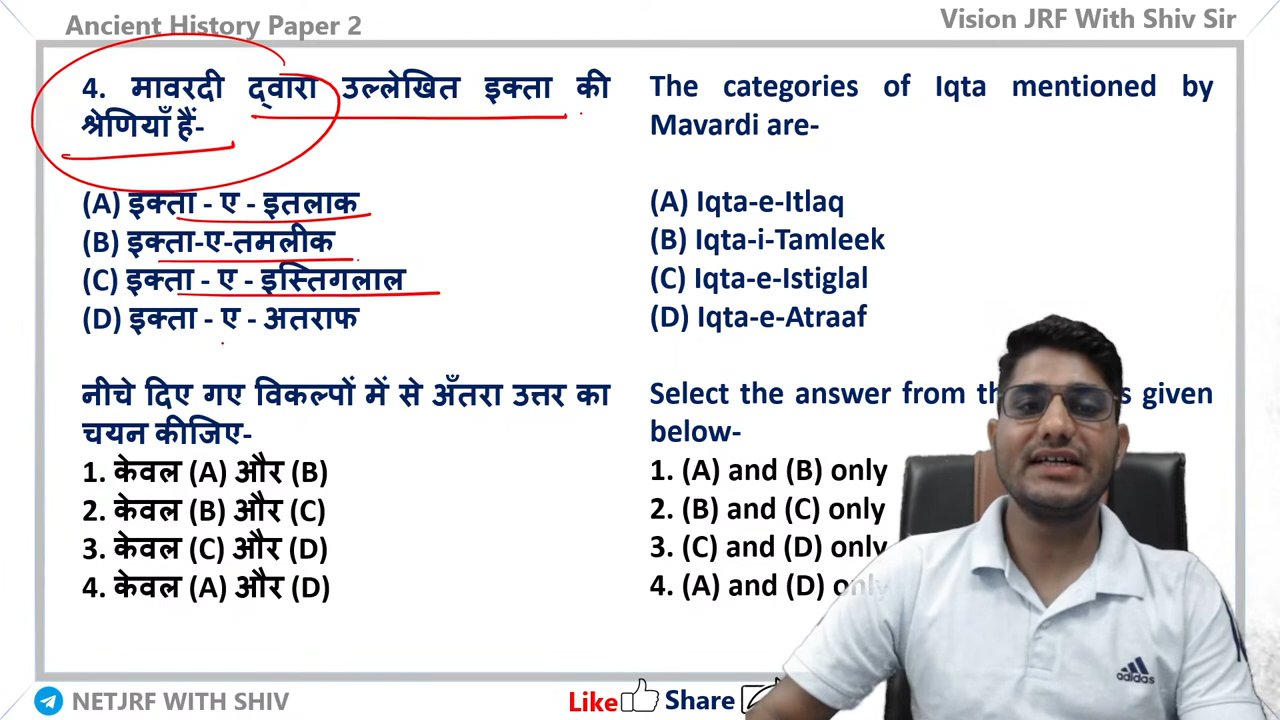 Ancient History Paper 2
Vision JRF With Shiv Sir
4. मावरदी द्वारा उल्लेखित इक्ता की
श्रेणियाँ हैं-
(A) इक्ता - ए - इतलाक
(B) इक्ता-ए-तमलीक
(C) इक्ता - ए - इस्तिगलाल
(D) इक्ता - ए - अतराफ
नीचे दिए गए विकल्पों में से अँतरा उत्तर का
चयन कीजिए-
1. केवल (A) और (B)
2. केवल (B) और (C)
3. केवल (C) और (D)
4. केवल (A) और (D)
The categories of Iqta mentioned by
Mavardi are-
(A) Iqta-e-Itlaq
(B) Iqta-i-Tamleek
(C) Iqta-e-Istiglal
(D) Iqta-e-Atraaf
Select the answer from given
below-
1. (A) and (B) only
2. (B) and (C) only
3. (C) and (D) only
4. (A) and (D) only
adidas
NETJRF WITH SHIV
Like Share